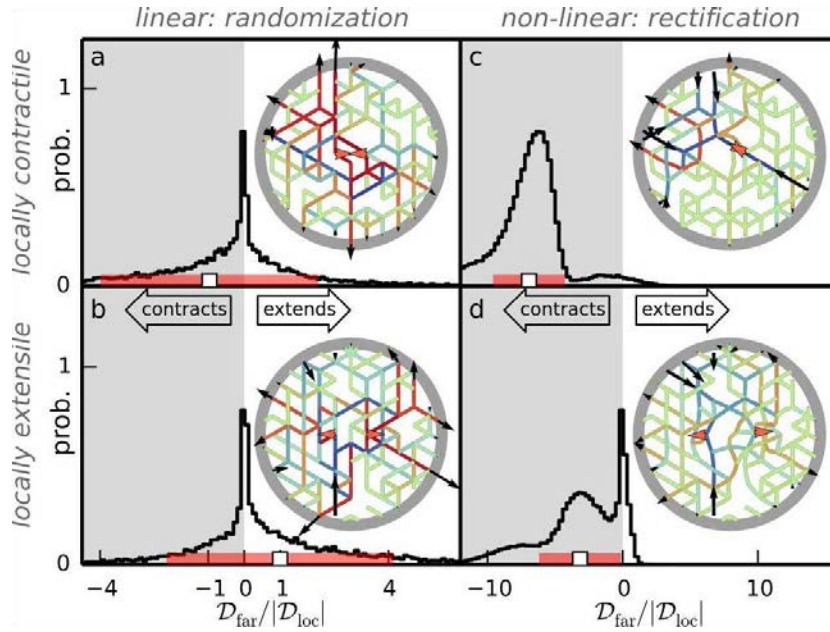 linear: randomization
non-linear: rectification
locally contractile
locally extensile
a
1
prob.
0
c
b
contracts
extends
1
prob.
0
d
contracts
extends
−4 −1 0 1 4
𝒟far/|𝒟loc|
−10 0 10
𝒟far/|𝒟loc|